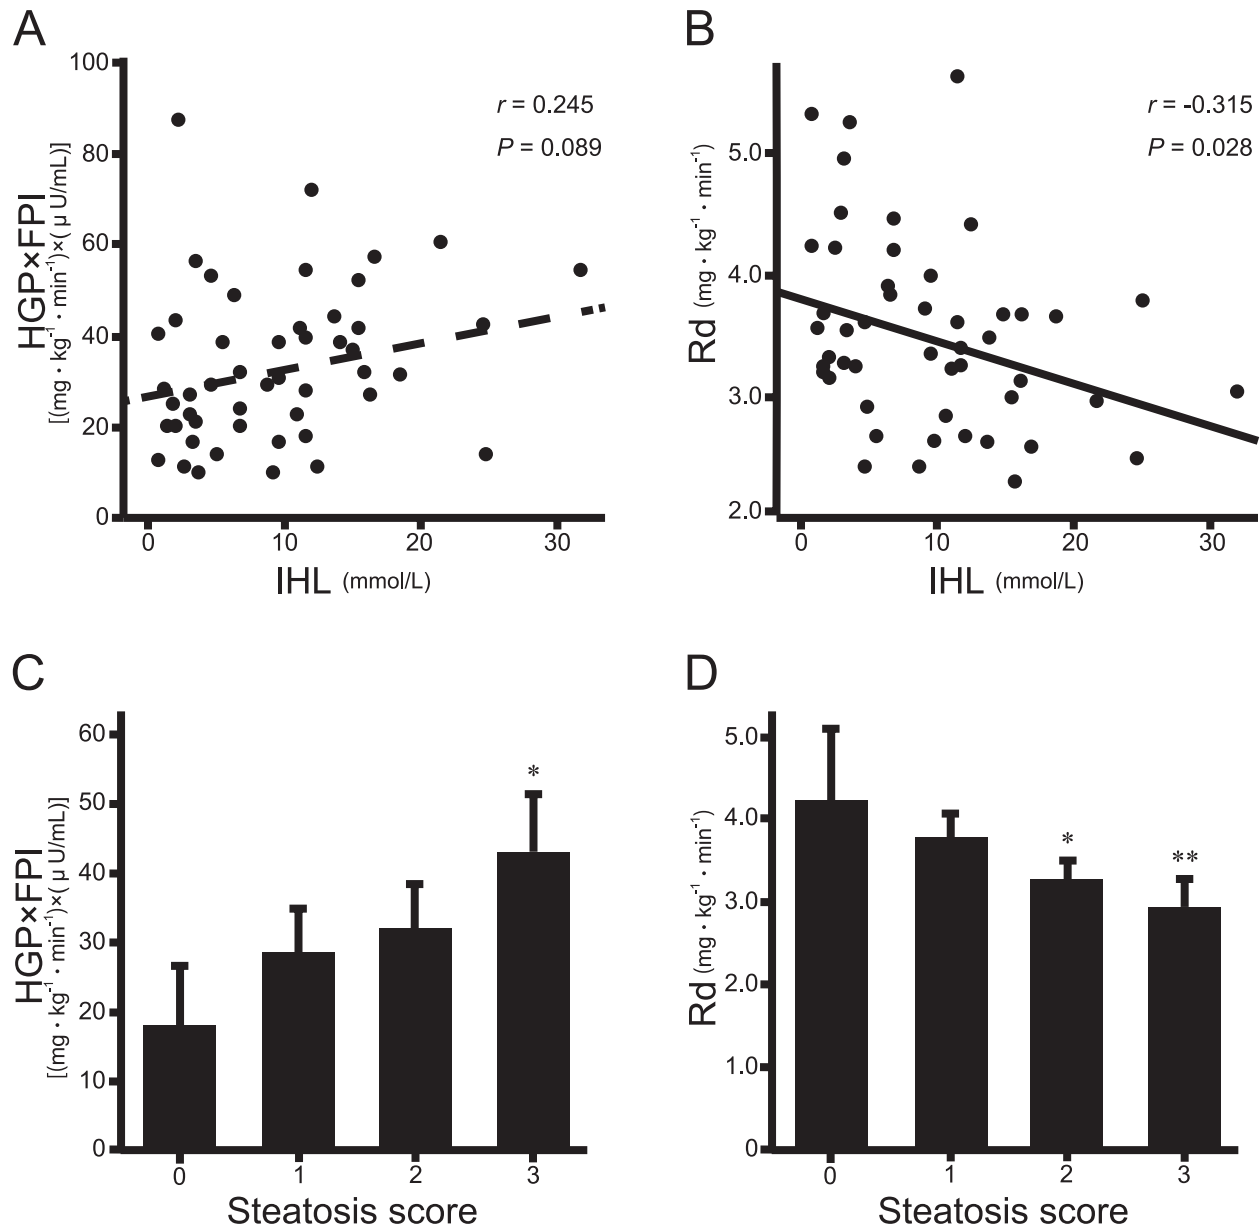 A
HGP×FPI
[(mg・kg⁻¹・min⁻¹)×( μ U/mL)]
100
80
60
40
20
0
r = 0.245
P = 0.089
0 10 20 30
IHL (mmol/L)
B
Rd (mg・kg⁻¹・min⁻¹)
5.0
4.0
3.0
2.0
r = -0.315
P = 0.028
0 10 20 30
IHL (mmol/L)
C
HGP×FPI
[(mg・kg⁻¹・min⁻¹)×( μ U/mL)]
60
50
40
30
20
10
0
*
0 1 2 3
Steatosis score
D
Rd (mg・kg⁻¹・min⁻¹)
5.0
4.0
3.0
2.0
1.0
0
*
**
0 1 2 3
Steatosis score